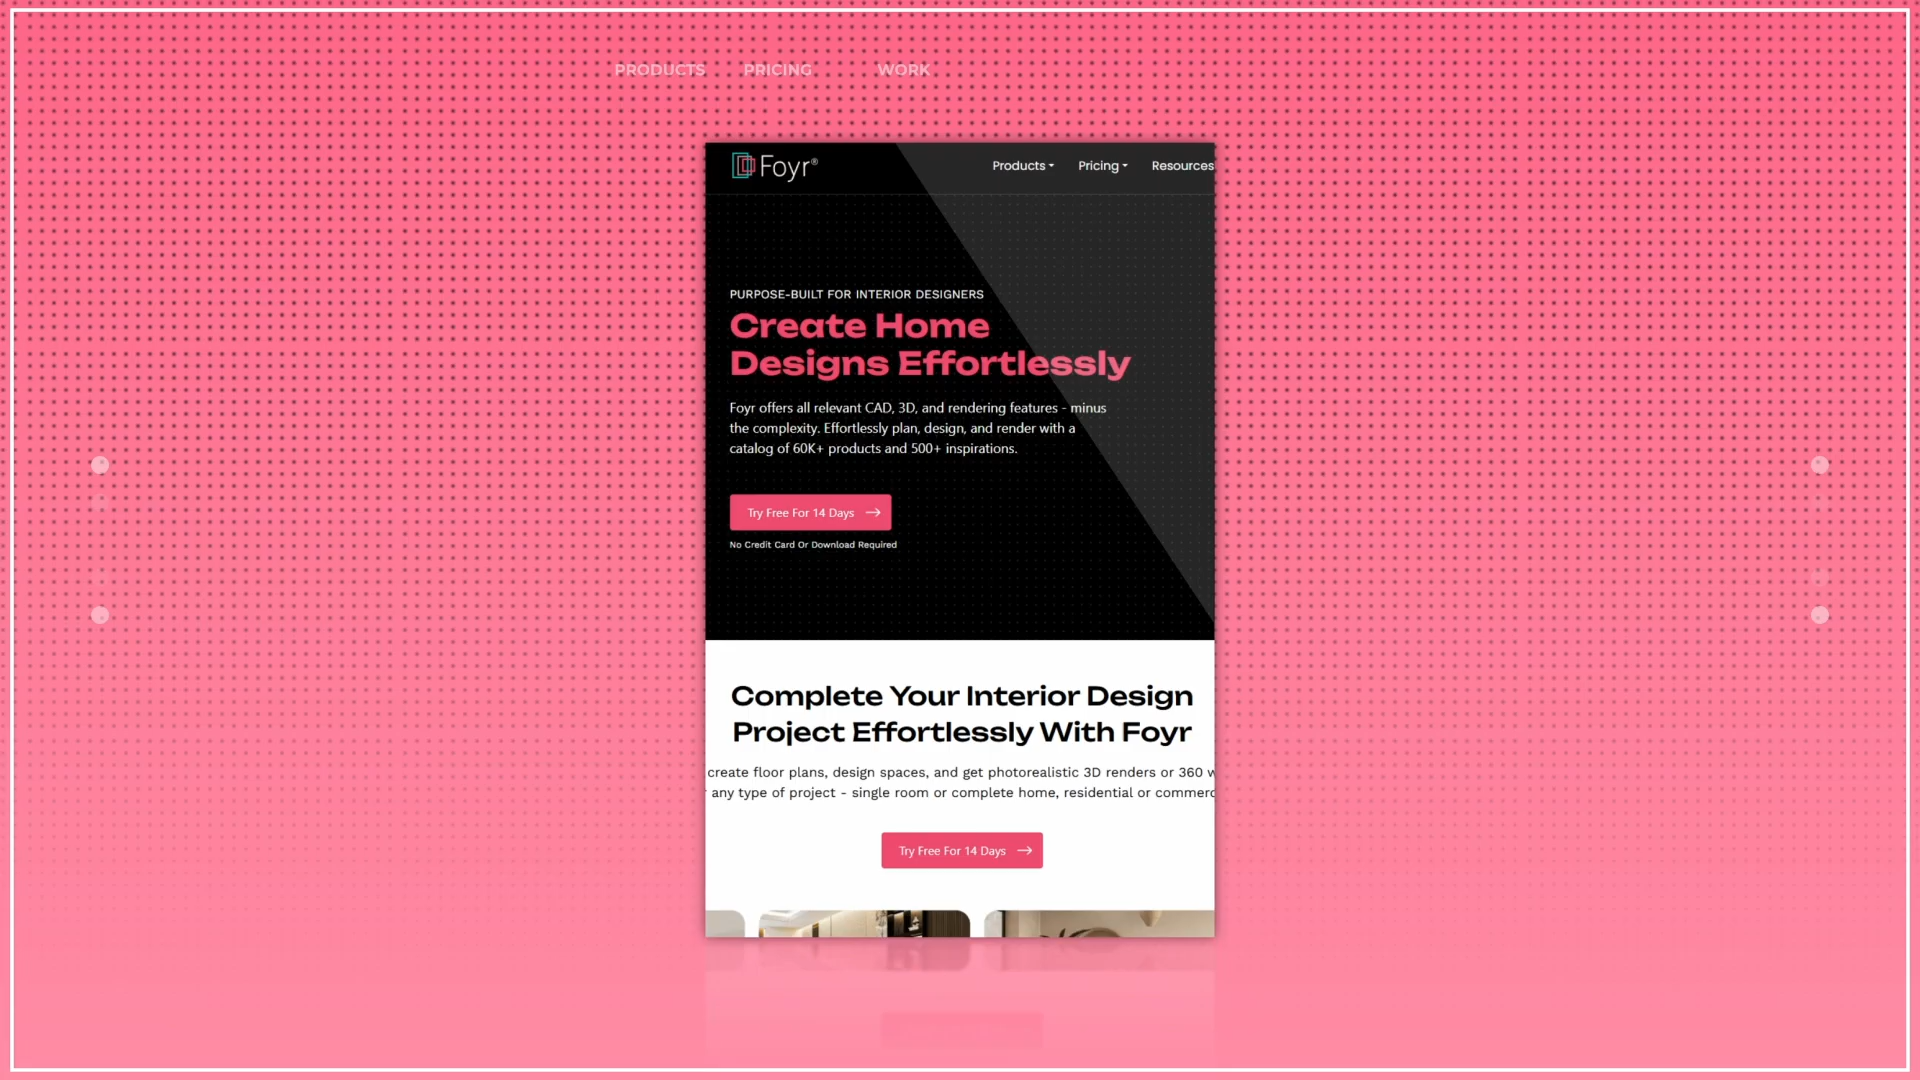 PRODUCTS PRICING WORK
Foyr®
Products Pricing Resources
PURPOSE-BUILT FOR INTERIOR DESIGNERS
Create Home
Designs Effortlessly
Foyr offers all relevant CAD, 3D, and rendering features - minus
the complexity. Effortlessly plan, design, and render with a
catalog of 60K+ products and 500+ inspirations.
Try Free For 14 Days
No Credit Card Or Download Required
Complete Your Interior Design
Project Effortlessly With Foyr
create floor plans, design spaces, and get photorealistic 3D renders or 360 w
any type of project - single room or complete home, residential or commerc
Try Free For 14 Days